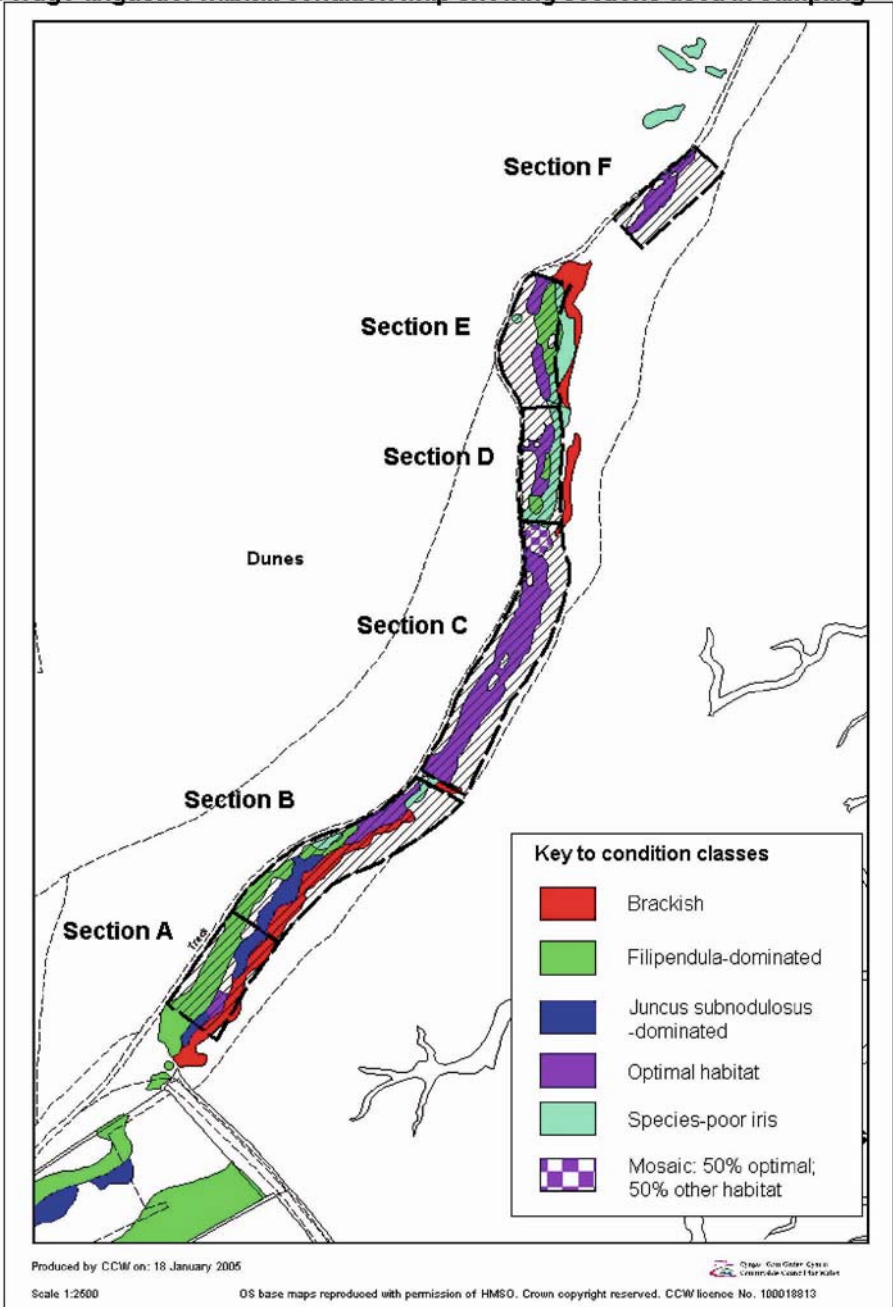 Section F
Section E
Section D
Dunes
Section C
Section B
Section A
Track
Key to condition classes
Brackish
Filipendula-dominated
Juncus subnodulosus
-dominated
Optimal habitat
Species-poor iris
Mosaic: 50% optimal;
50% other habitat
Produced by CCW on: 18 January 2005
Scale 1:2500
OS base maps reproduced with permission of HMSO. Crown copyright reserved. CCW licence No. 100018813